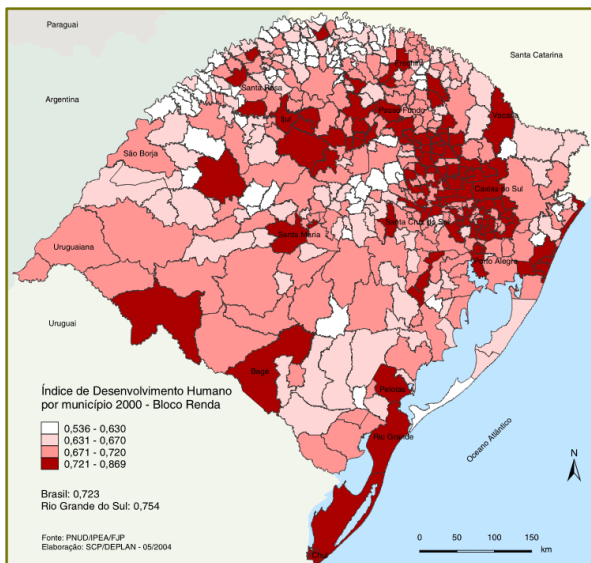 Paraguai
Santa Catarina
Erechim
Argentina
Santa Rosa
Passo Fundo
Ijuí
Vacaria
São Borja
Caxias do Sul
Santa Cruz do Sul
Santa Maria
Uruguaiana
Porto Alegre
Uruguai
Bagé
Pelotas
Rio Grande
Oceano Atlântico
Chuí
Índice de Desenvolvimento Humano
por município 2000 - Bloco Renda
0,536 - 0,630
0,631 - 0,670
0,671 - 0,720
0,721 - 0,869
Brasil: 0,723
Rio Grande do Sul: 0,754
Fonte: PNUD/IPEA/FJP
Elaboração: SCP/DEPLAN - 05/2004
N
0 50 100 150
km